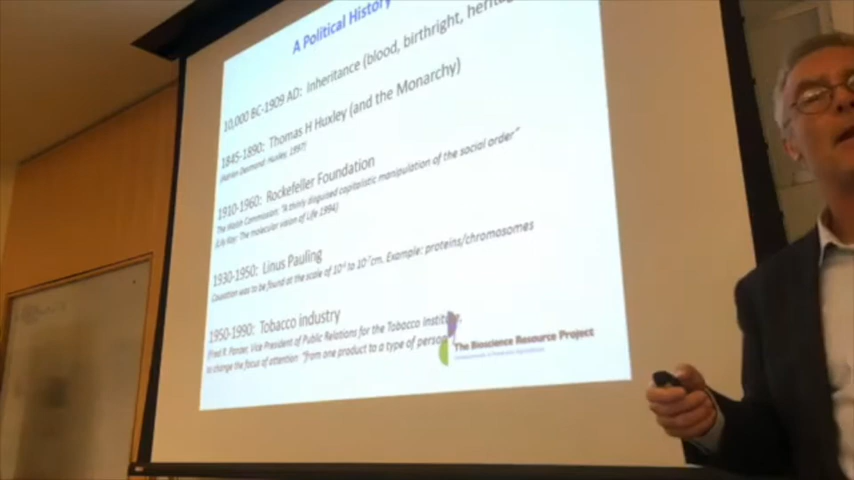 A Political History
10,000 BC-1909 AD: Inheritance (blood, birthright, heritag
1845-1890: Thomas H Huxley (and the Monarchy)
(Adrian Desmond: Huxley, 1997)
1910-1960: Rockefeller Foundation
The Walsh Commission, "A thinly disguised capitalistic manipulation of the social order"
(Lily Kay: The molecular vision of Life 1994)
1930-1950: Linus Pauling
Causation was to be found at the scale of 10⁻⁶ to 10⁻⁷cm. Example: proteins/chromosomes
1950-1990: Tobacco industry
(Fred R. Panzer, Vice President of Public Relations for the Tobacco Institute,
to change the focus of attention "from one product to a type of person
The Bioscience Resource Project